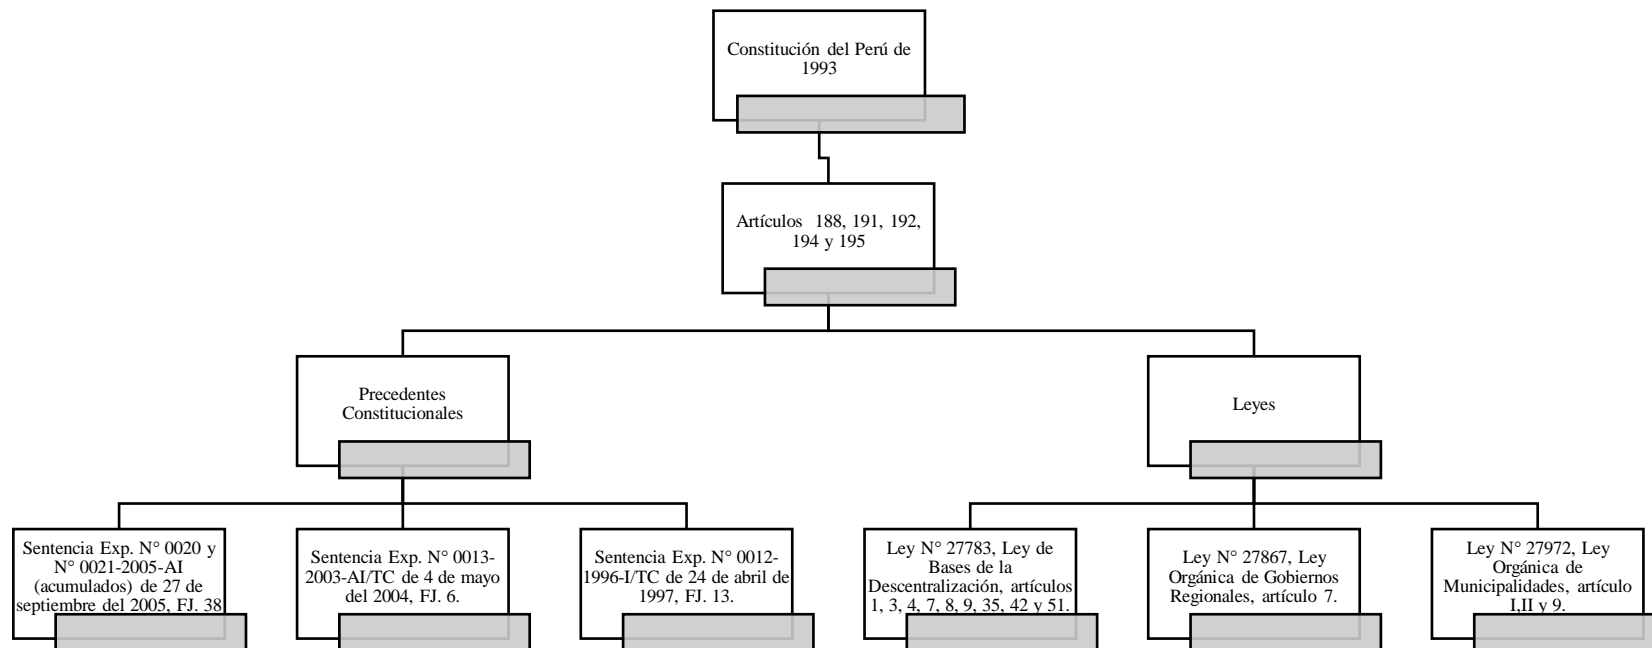 Constitución del Perú de
1993
Artículos 188, 191, 192,
194 y 195
Precedentes
Constitucionales
Leyes
Sentencia Exp. N° 0020 y
N° 0021-2005-AI
(acumulados) de 27 de
septiembre del 2005, FJ. 38
Sentencia Exp. N° 0013-
2003-AI/TC de 4 de mayo
del 2004, FJ. 6.
Sentencia Exp. N° 0012-
1996-I/TC de 24 de abril de
1997, FJ. 13.
Ley N° 27783, Ley de
Bases de la
Descentralización, artículos
1, 3, 4, 7, 8, 9, 35, 42 y 51.
Ley N° 27867, Ley
Orgánica de Gobiernos
Regionales, artículo 7.
Ley N° 27972, Ley
Orgánica de
Municipalidades, artículo
I,II y 9.